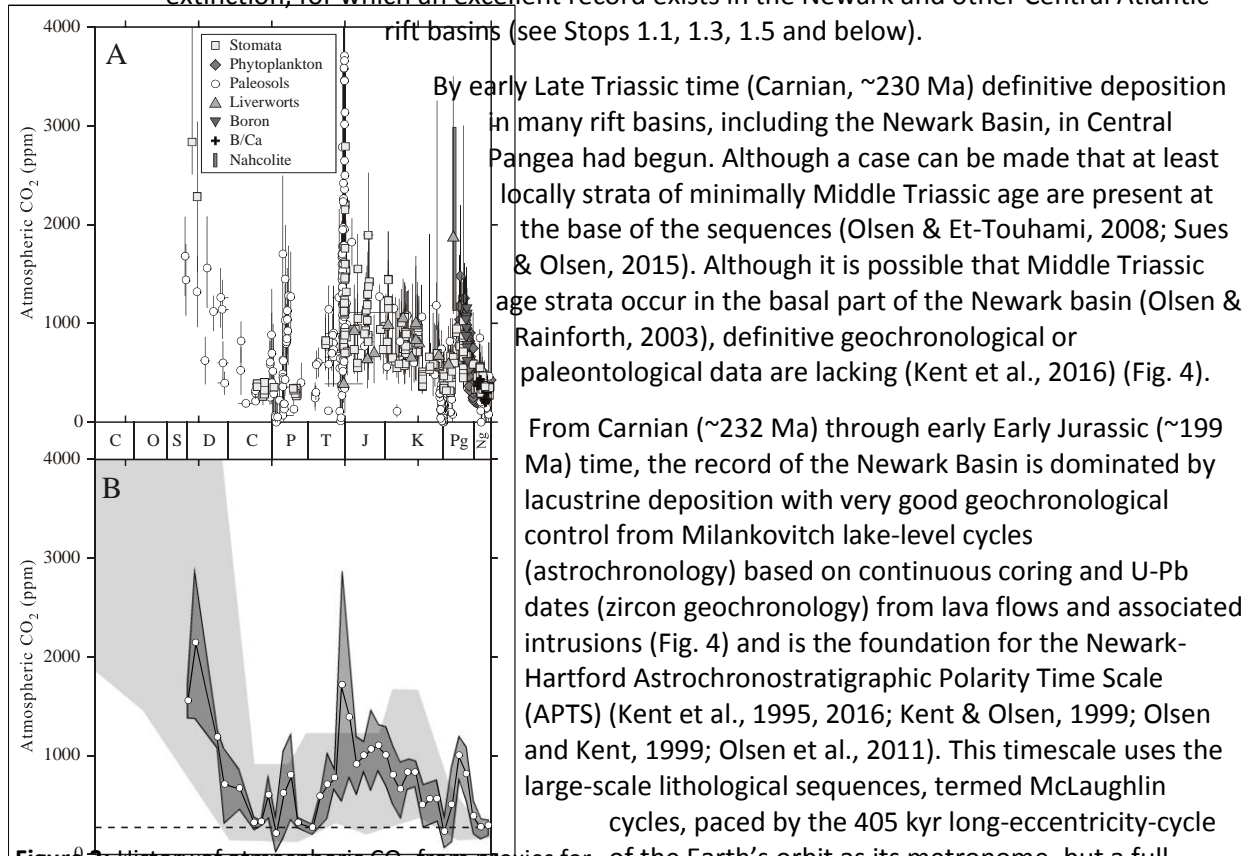 extinction, for which an excellent record exists in the Newark and other Central Atlantic
rift basins (see Stops 1.1, 1.3, 1.5 and below).
A
4000
3000
2000
1000
0
Atmospheric CO2 (ppm)
Stomata
Phytoplankton
Paleosols
Liverworts
Boron
B/Ca
Nahcolite
C O S D C P T J K Pg Ng
B
4000
3000
2000
1000
0
Atmospheric CO2 (ppm)
By early Late Triassic time (Carnian, ~230 Ma) definitive deposition
in many rift basins, including the Newark Basin, in Central
Pangea had begun. Although a case can be made that at least
locally strata of minimally Middle Triassic age are present at
the base of the sequences (Olsen & Et-Touhami, 2008; Sues
& Olsen, 2015). Although it is possible that Middle Triassic
age strata occur in the basal part of the Newark basin (Olsen &
Rainforth, 2003), definitive geochronological or
paleontological data are lacking (Kent et al., 2016) (Fig. 4).
From Carnian (~232 Ma) through early Early Jurassic (~199
Ma) time, the record of the Newark Basin is dominated by
lacustrine deposition with very good geochronological
control from Milankovitch lake-level cycles
(astrochronology) based on continuous coring and U-Pb
dates (zircon geochronology) from lava flows and associated
intrusions (Fig. 4) and is the foundation for the Newark-
Hartford Astrochronostratigraphic Polarity Time Scale
(APTS) (Kent et al., 1995, 2016; Kent & Olsen, 1999; Olsen
and Kent, 1999; Olsen et al., 2011). This timescale uses the
large-scale lithological sequences, termed McLaughlin
cycles, paced by the 405 kyr long-eccentricity-cycle
of the Earth's orbit as its metronome, but a full
History of atmospheric CO2 from proxies for